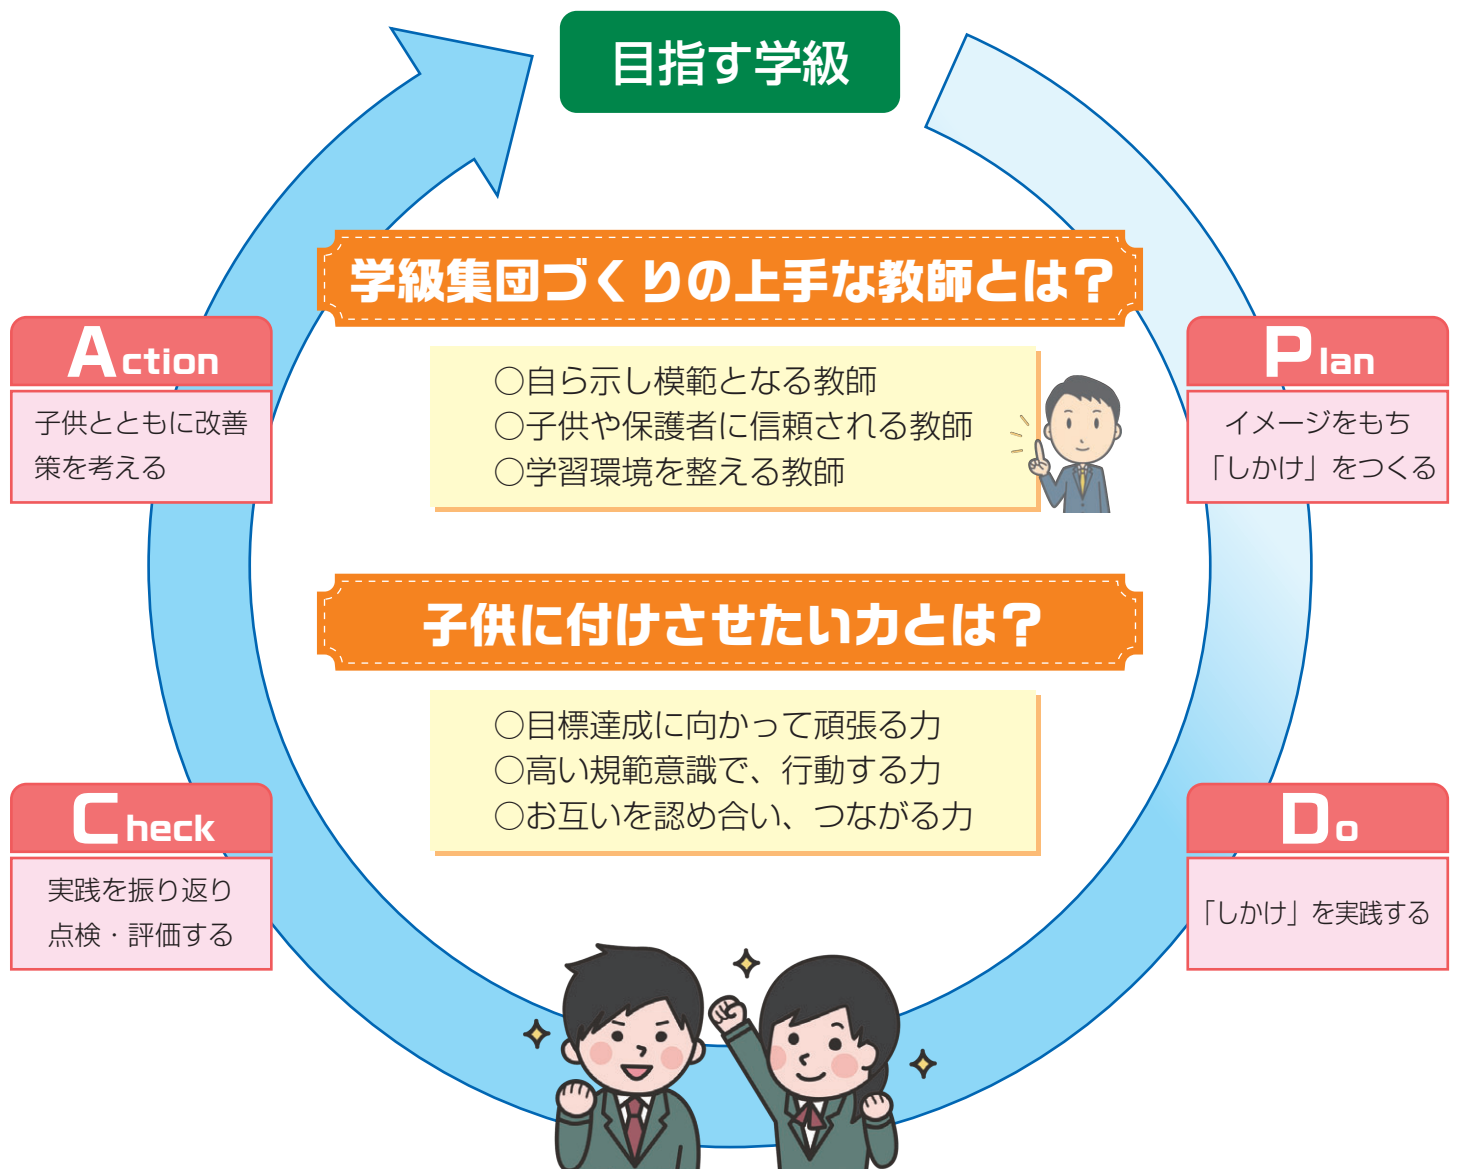 目指す学級
学級集団づくりの上手な教師とは？
○自ら示し模範となる教師
○子供や保護者に信頼される教師
○学習環境を整える教師
Plan
イメージをもち
「しかけ」をつくる
Action
子供とともに改善
策を考える
子供に付けさせたい力とは？
○目標達成に向かって頑張る力
○高い規範意識で、行動する力
○お互いを認め合い、つながる力
Do
「しかけ」を実践する
Check
実践を振り返り
点検・評価する